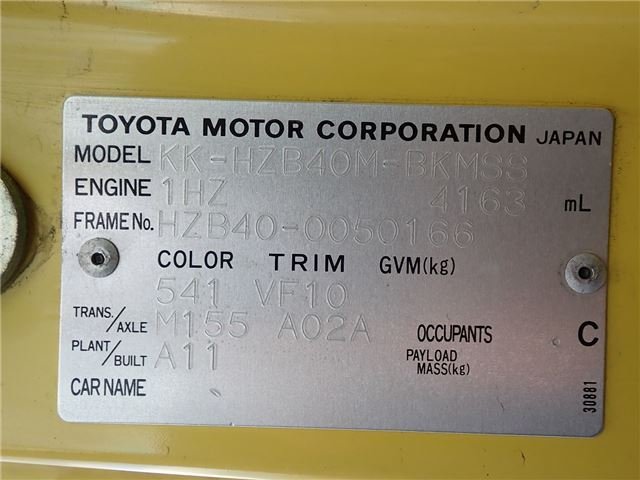 TOYOTA MOTOR CORPORATION JAPAN
MODEL KK-HZB40M-BKMSS
ENGINE 1HZ 4163 mL
FRAME No. HZB40-0050166
COLOR TRIM GVM(kg)
541 VF10
TRANS./AXLE M155 A02A OCCUPANTS C
PLANT/BUILT A11 PAYLOAD MASS(kg)
CAR NAME
30881